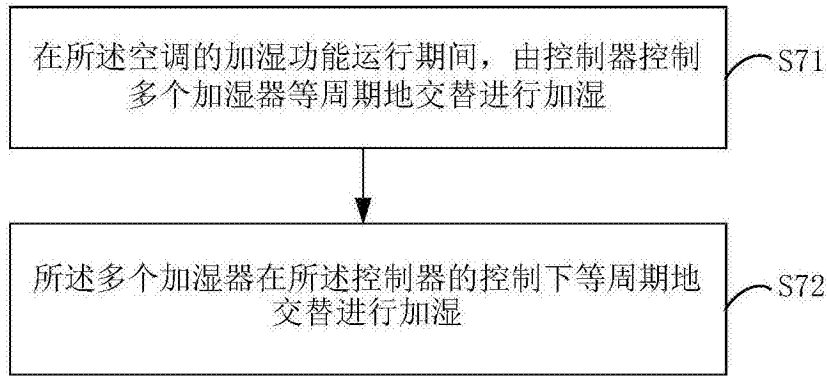 在所述空调的加湿功能运行期间，由控制器控制
多个加湿器等周期地交替进行加湿
S71
所述多个加湿器在所述控制器的控制下等周期地
交替进行加湿
S72